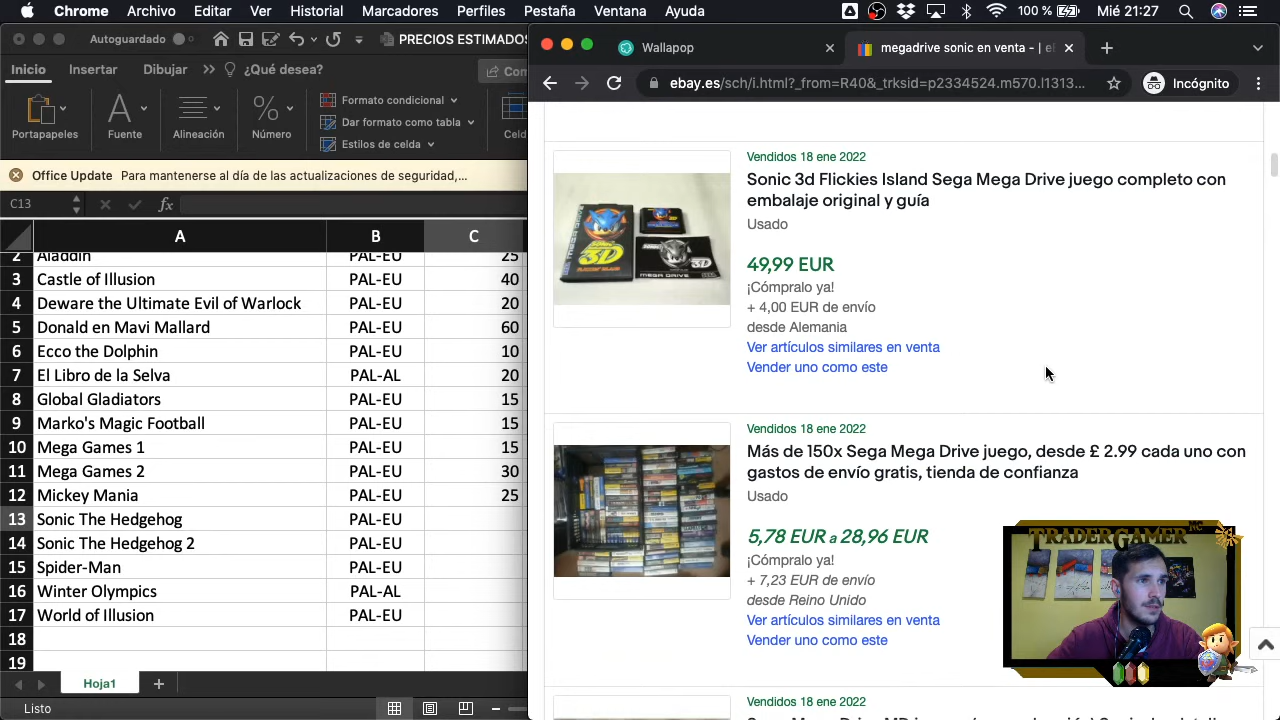 Chrome Archivo Editar Ver Historial Marcadores Perfiles Pestaña Ventana Ayuda 100 % Mié 21:27
Autoguardado PRECIOS ESTIMADOS
Inicio Insertar Dibujar >> ¿Qué desea? Com
Portapapeles Fuente Alineación Número
Formato condicional
Dar formato como tabla
Estilos de celda
Celd
Office Update Para mantenerse al día de las actualizaciones de seguridad,...
C13 fx
A B C
2 Aladdin PAL-EU 25
3 Castle of Illusion PAL-EU 40
4 Deware the Ultimate Evil of Warlock PAL-EU 20
5 Donald en Mavi Mallard PAL-EU 60
6 Ecco the Dolphin PAL-EU 10
7 El Libro de la Selva PAL-AL 20
8 Global Gladiators PAL-EU 15
9 Marko's Magic Football PAL-EU 15
10 Mega Games 1 PAL-EU 15
11 Mega Games 2 PAL-EU 30
12 Mickey Mania PAL-EU 25
13 Sonic The Hedgehog PAL-EU
14 Sonic The Hedgehog 2 PAL-EU
15 Spider-Man PAL-EU
16 Winter Olympics PAL-AL
17 World of Illusion PAL-EU
18
19
Hoja1
Listo
Wallapop megadrive sonic en venta - | eB
ebay.es/sch/i.html?_from=R40&_trksid=p2334524.m570.l1313... Incógnito
Vendidos 18 ene 2022
Sonic 3d Flickies Island Sega Mega Drive juego completo con
embalaje original y guía
Usado
49,99 EUR
¡Cómpralo ya!
+ 4,00 EUR de envío
desde Alemania
Ver artículos similares en venta
Vender uno como este
Vendidos 18 ene 2022
Más de 150x Sega Mega Drive juego, desde £ 2.99 cada uno con
gastos de envío gratis, tienda de confianza
Usado
5,78 EUR a 28,96 EUR
¡Cómpralo ya!
+ 7,23 EUR de envío
desde Reino Unido
Ver artículos similares en venta
Vender uno como este
Vendidos 18 ene 2022
TRADERGAMER